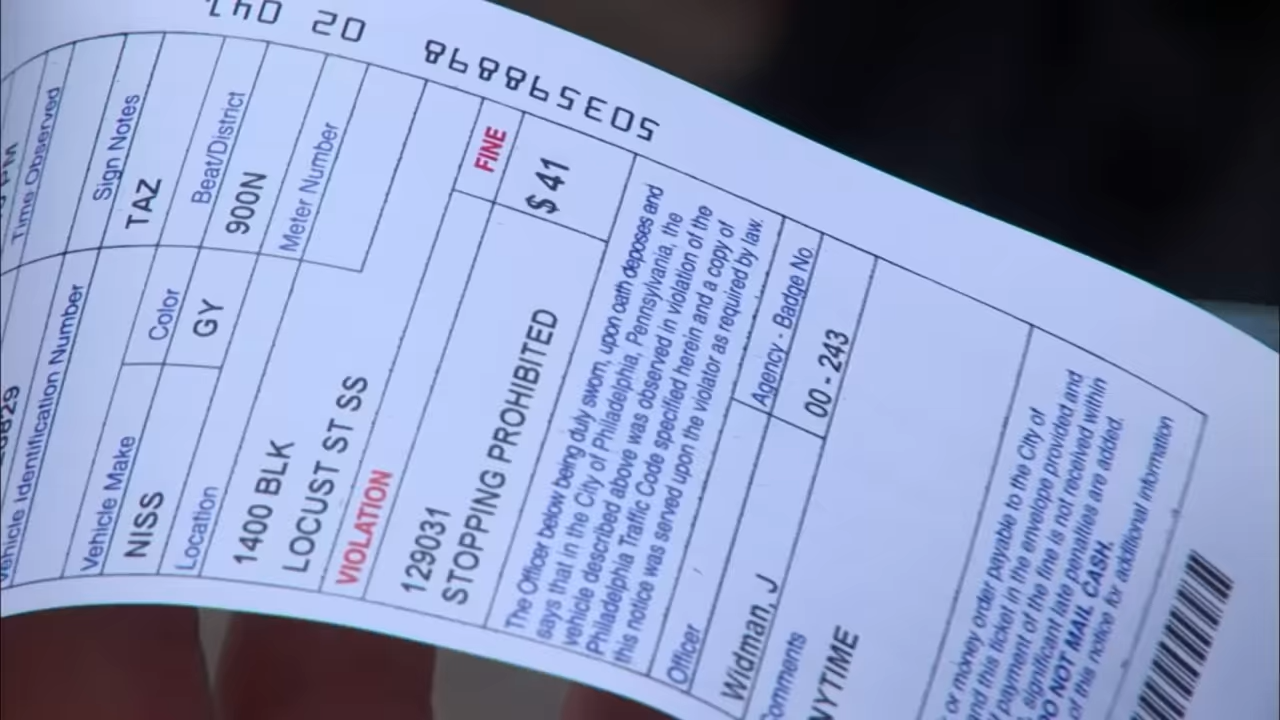 Time Observed
Vehicle Identification Number
Sign Notes
TAZ
Vehicle Make
NISS
Color
GY
Beat/District
900N
Location
1400 BLK
LOCUST ST SS
Meter Number
VIOLATION
FINE
129031
STOPPING PROHIBITED
$ 41
The Officer below being duly sworn, upon oath deposes and
says that in the City of Philadelphia, Pennsylvania, the
vehicle described above was observed in violation of the
Philadelphia Traffic Code specified herein and a copy of
this notice was served upon the violator as required by law.
Officer
Widman, J
Agency - Badge No.
00 - 243
Comments
ANYTIME
or money order payable to the City of
and this ticket in the envelope provided and
payment of the fine is not received within
significant late penalties are added.
DO NOT MAIL CASH.
of this notice for additional information
503598898 02